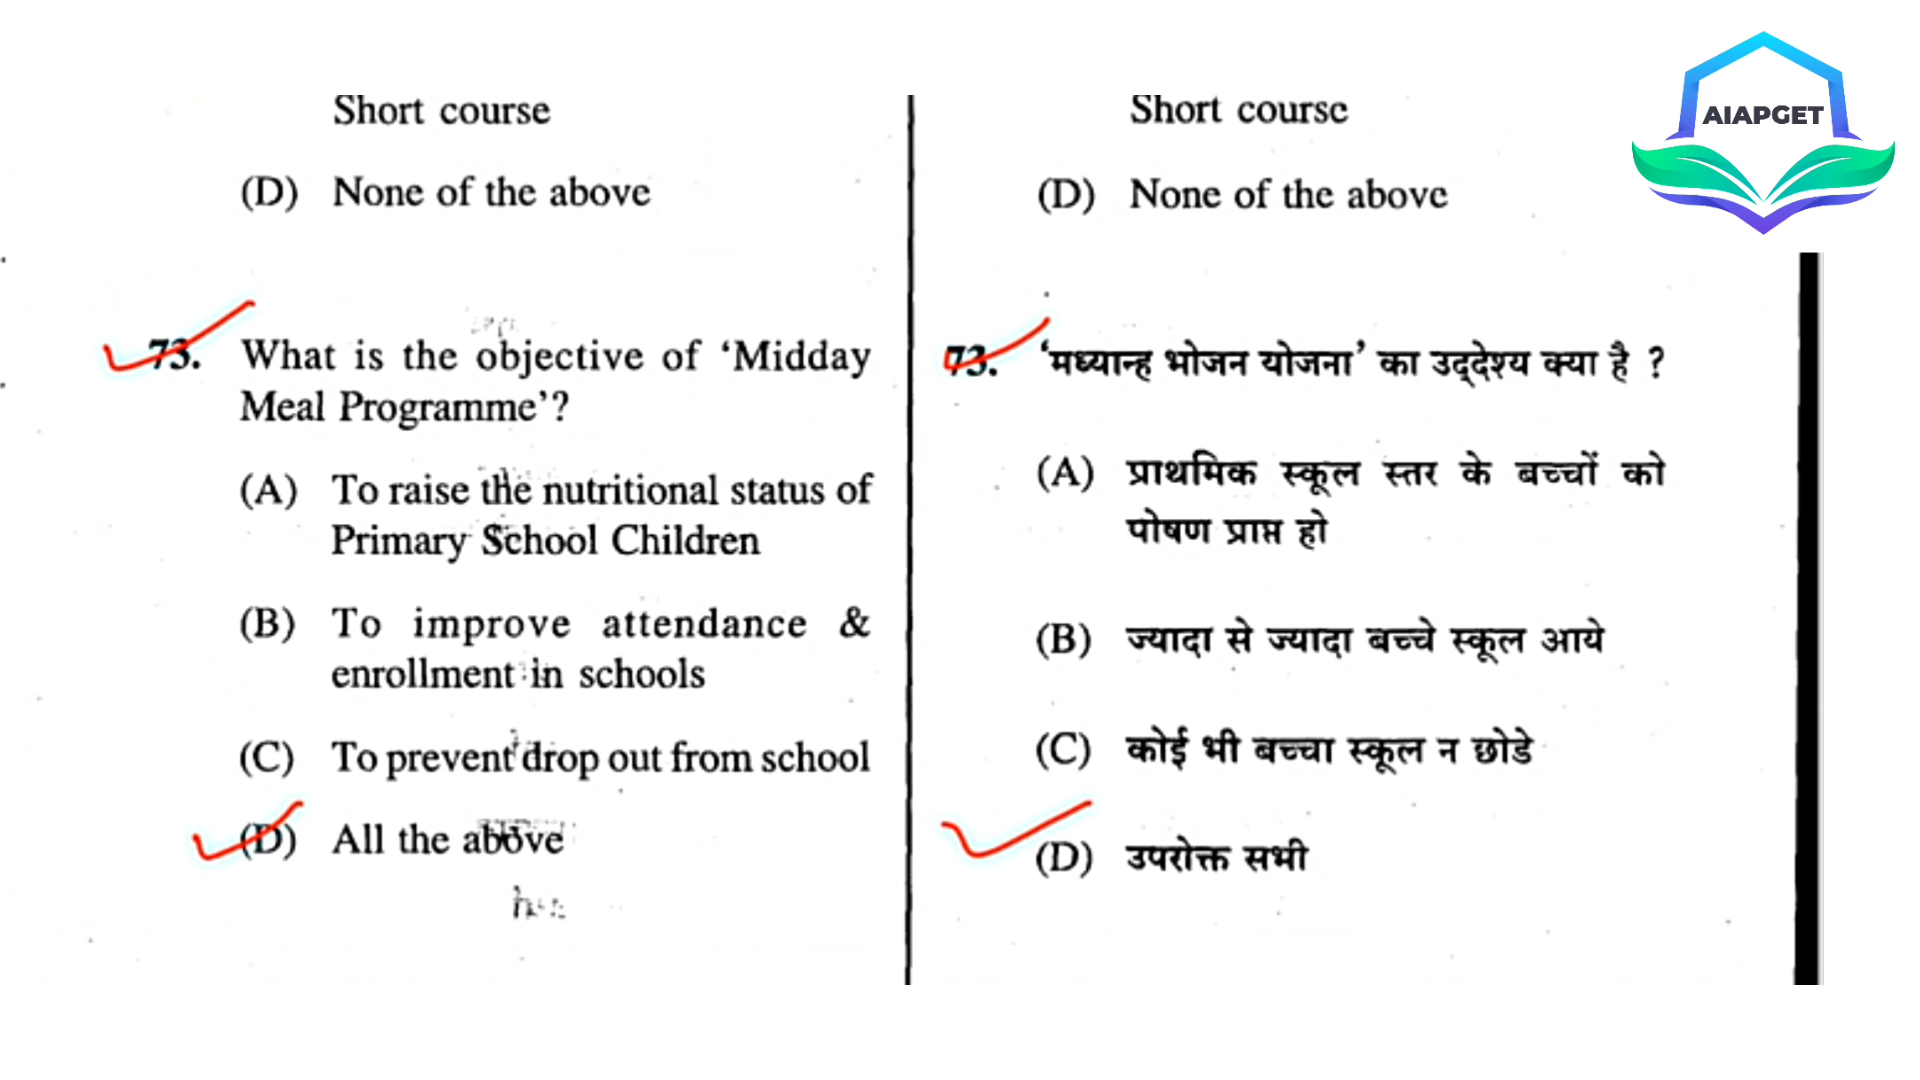 Short course
(D) None of the above
73. What is the objective of ‘Midday
Meal Programme’?
(A) To raise the nutritional status of
Primary School Children
(B) To improve attendance &
enrollment in schools
(C) To prevent drop out from school
(D) All the above
Short course
(D) None of the above
73. ‘मध्यान्ह भोजन योजना’ का उद्देश्य क्या है ?
(A) प्राथमिक स्कूल स्तर के बच्चों को
पोषण प्राप्त हो
(B) ज्यादा से ज्यादा बच्चे स्कूल आये
(C) कोई भी बच्चा स्कूल न छोडे
(D) उपरोक्त सभी
AIAPGET